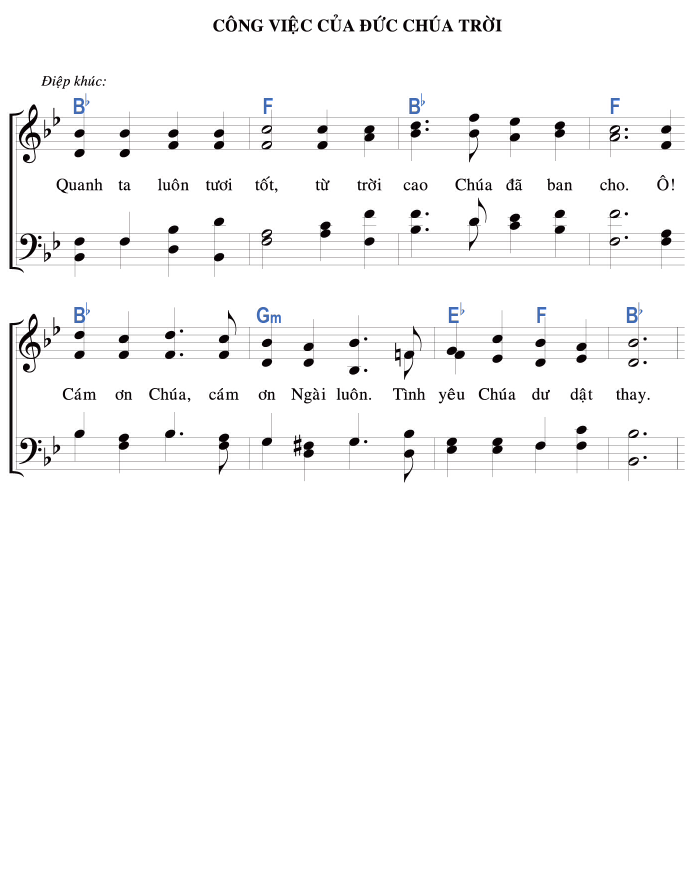 CÔNG VIỆC CỦA ĐỨC CHÚA TRỜI
Điệp khúc:
B♭ F B♭ F
Quanh ta luôn tươi tốt, từ trời cao Chúa đã ban cho. Ô!
B♭ Gm E♭ F B♭
Cám ơn Chúa, cám ơn Ngài luôn. Tình yêu Chúa dư dật thay.